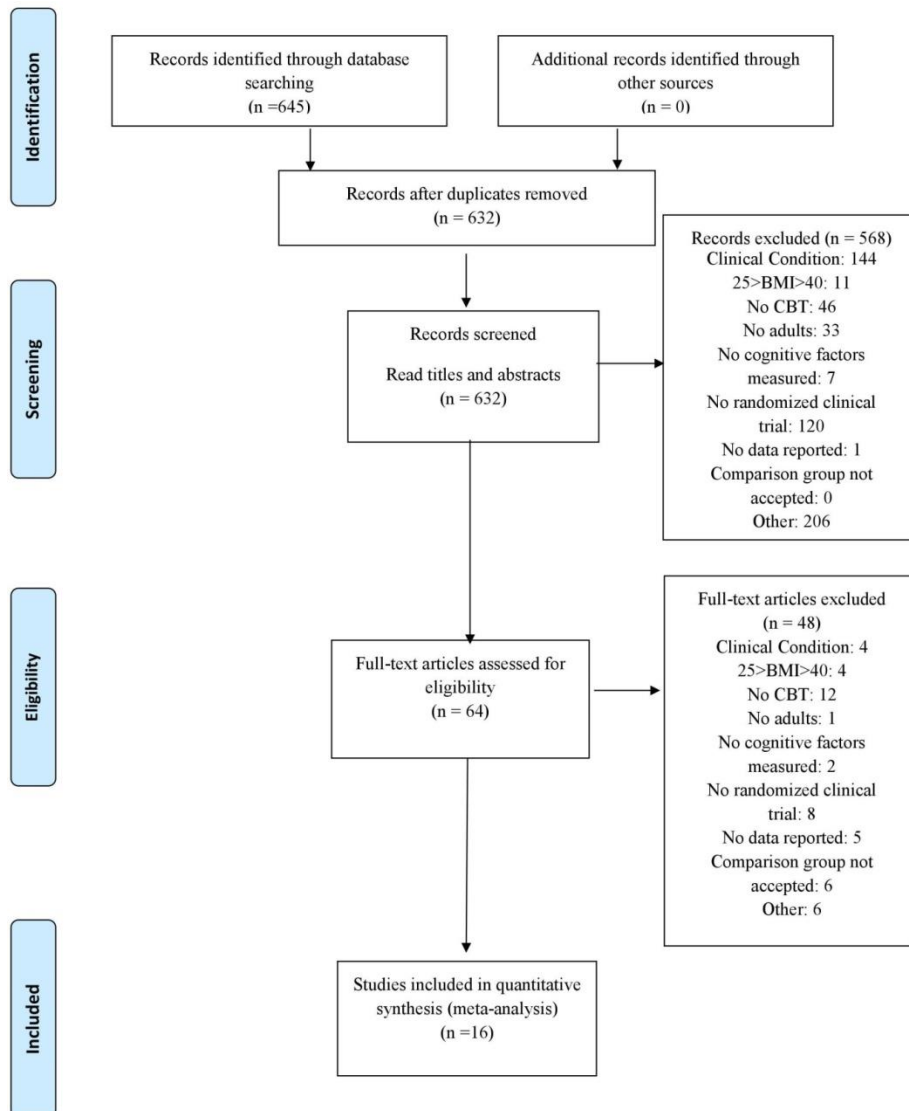 Identification
Records identified through database
searching
(n =645)
Additional records identified through
other sources
(n = 0)
Records after duplicates removed
(n = 632)
Screening
Records screened
Read titles and abstracts
(n = 632)
Records excluded (n = 568)
Clinical Condition: 144
25>BMI>40: 11
No CBT: 46
No adults: 33
No cognitive factors
measured: 7
No randomized clinical
trial: 120
No data reported: 1
Comparison group not
accepted: 0
Other: 206
Eligibility
Full-text articles assessed for
eligibility
(n = 64)
Full-text articles excluded
(n = 48)
Clinical Condition: 4
25>BMI>40: 4
No CBT: 12
No adults: 1
No cognitive factors
measured: 2
No randomized clinical
trial: 8
No data reported: 5
Comparison group not
accepted: 6
Other: 6
Included
Studies included in quantitative
synthesis (meta-analysis)
(n =16)